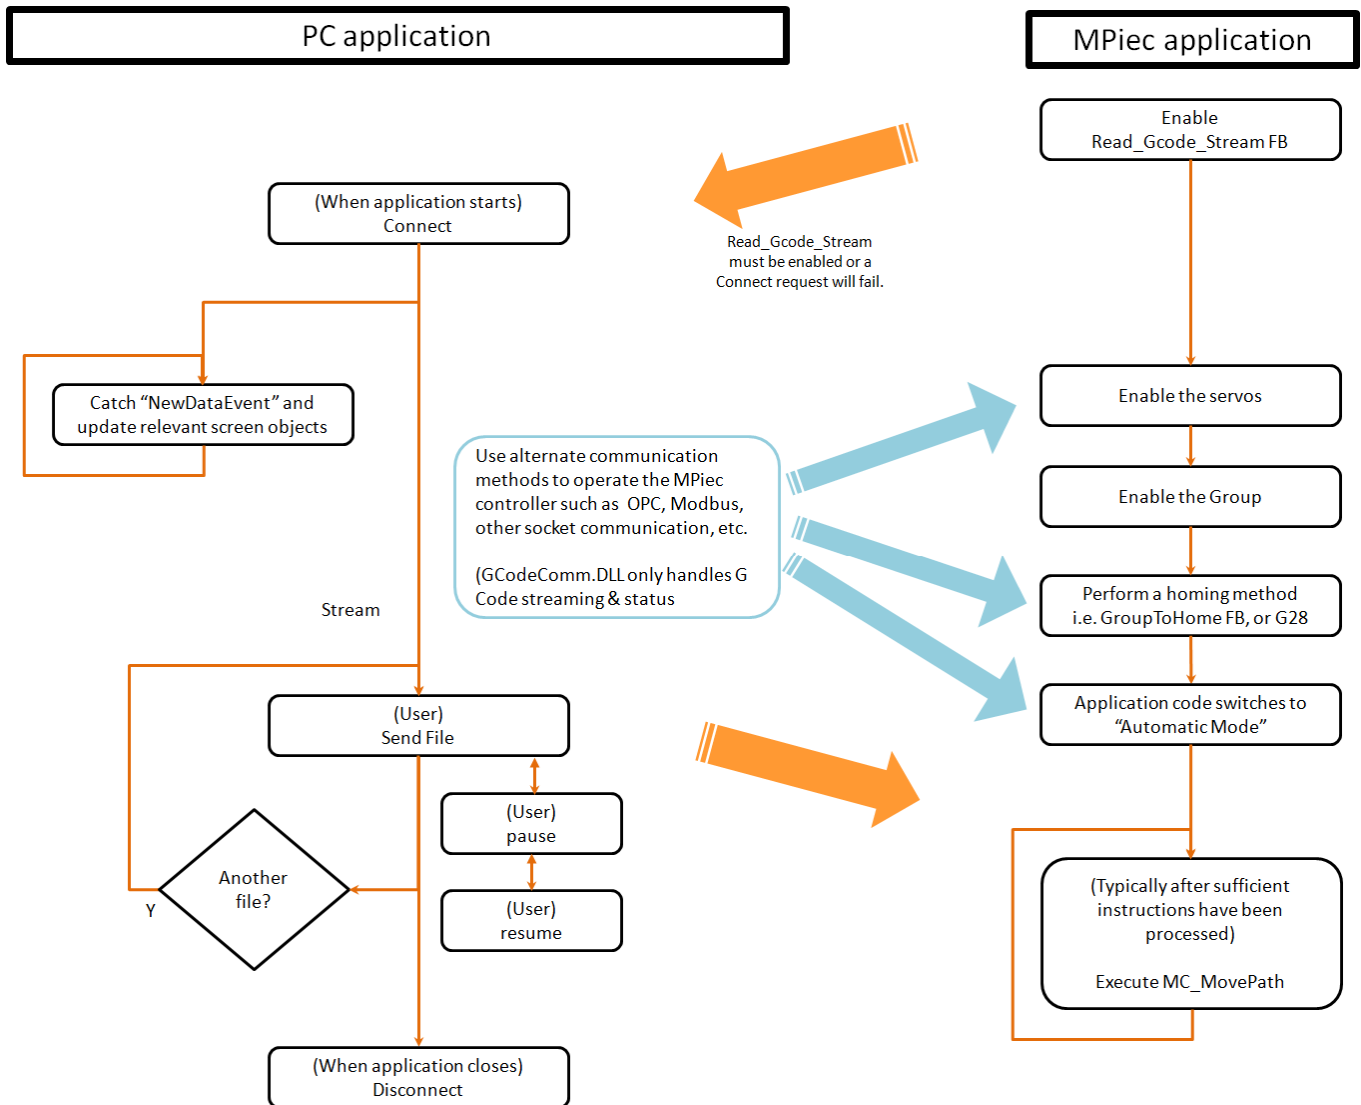 PC application
MPiec application
Enable
Read_Gcode_Stream FB
(When application starts)
Connect
Read_Gcode_Stream
must be enabled or a
Connect request will fail.
Catch “NewDataEvent” and
update relevant screen objects
Enable the servos
Use alternate communication
methods to operate the MPiec
controller such as OPC, Modbus,
other socket communication, etc.
(GCodeComm.DLL only handles G
Code streaming & status
Enable the Group
Perform a homing method
i.e. GroupToHome FB, or G28
Stream
(User)
Send File
Application code switches to
“Automatic Mode”
(User)
pause
Another
file?
Y
(User)
resume
(Typically after sufficient
instructions have been
processed)
Execute MC_MovePath
(When application closes)
Disconnect